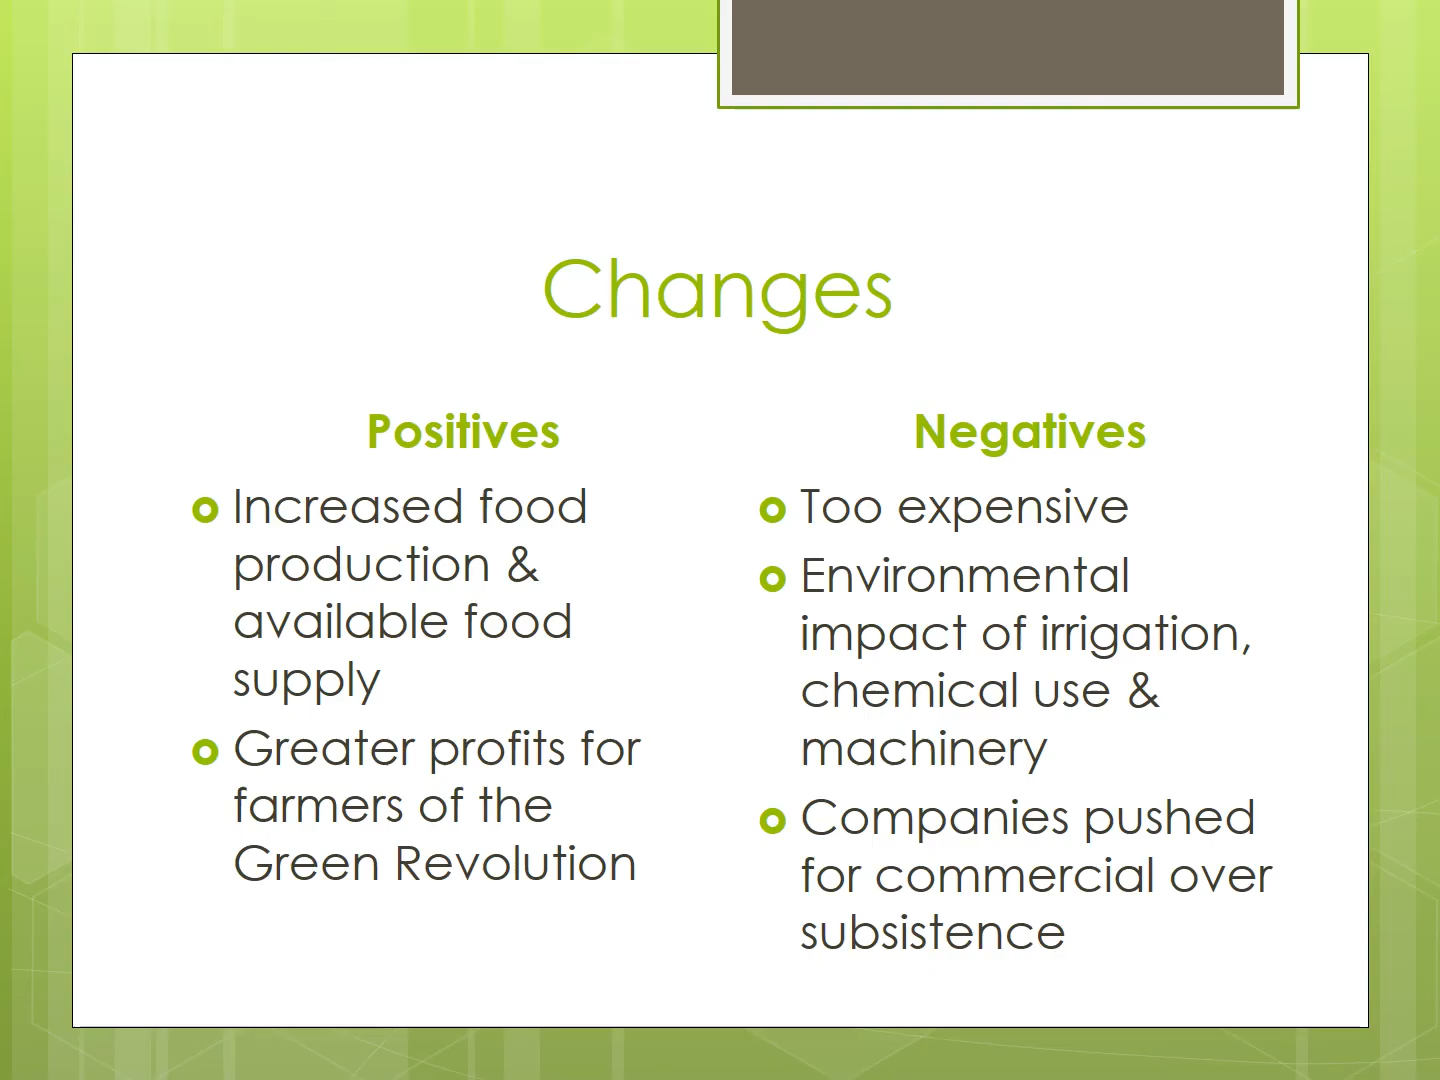 Changes
Positives
Increased food
production &
available food
supply
Greater profits for
farmers of the
Green Revolution
Negatives
Too expensive
Environmental
impact of irrigation,
chemical use &
machinery
Companies pushed
for commercial over
subsistence